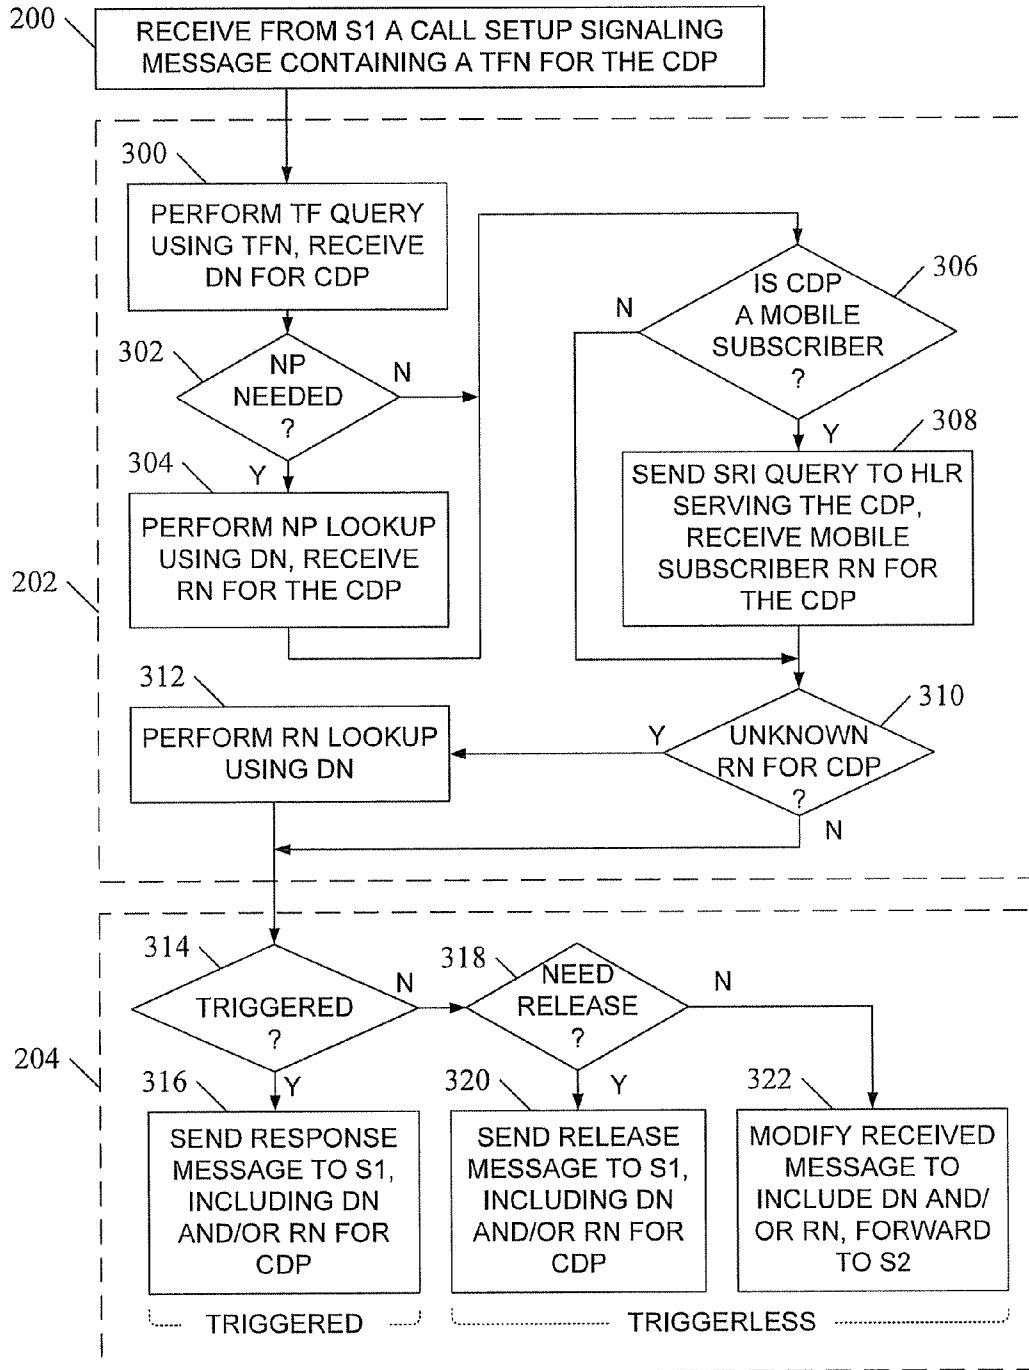 200
RECEIVE FROM S1 A CALL SETUP SIGNALING
MESSAGE CONTAINING A TFN FOR THE CDP
202
300
PERFORM TF QUERY
USING TFN, RECEIVE
DN FOR CDP
302
NP
NEEDED
?
N
Y
304
PERFORM NP LOOKUP
USING DN, RECEIVE
RN FOR THE CDP
306
IS CDP
A MOBILE
SUBSCRIBER
?
N
Y
308
SEND SRI QUERY TO HLR
SERVING THE CDP,
RECEIVE MOBILE
SUBSCRIBER RN FOR
THE CDP
310
UNKNOWN
RN FOR CDP
?
Y
N
312
PERFORM RN LOOKUP
USING DN
204
314
TRIGGERED
?
N
Y
316
SEND RESPONSE
MESSAGE TO S1,
INCLUDING DN
AND/OR RN FOR
CDP
318
NEED
RELEASE
?
N
Y
320
SEND RELEASE
MESSAGE TO S1,
INCLUDING DN
AND/OR RN FOR
CDP
322
MODIFY RECEIVED
MESSAGE TO
INCLUDE DN AND/
OR RN, FORWARD
TO S2
TRIGGERED
TRIGGERLESS